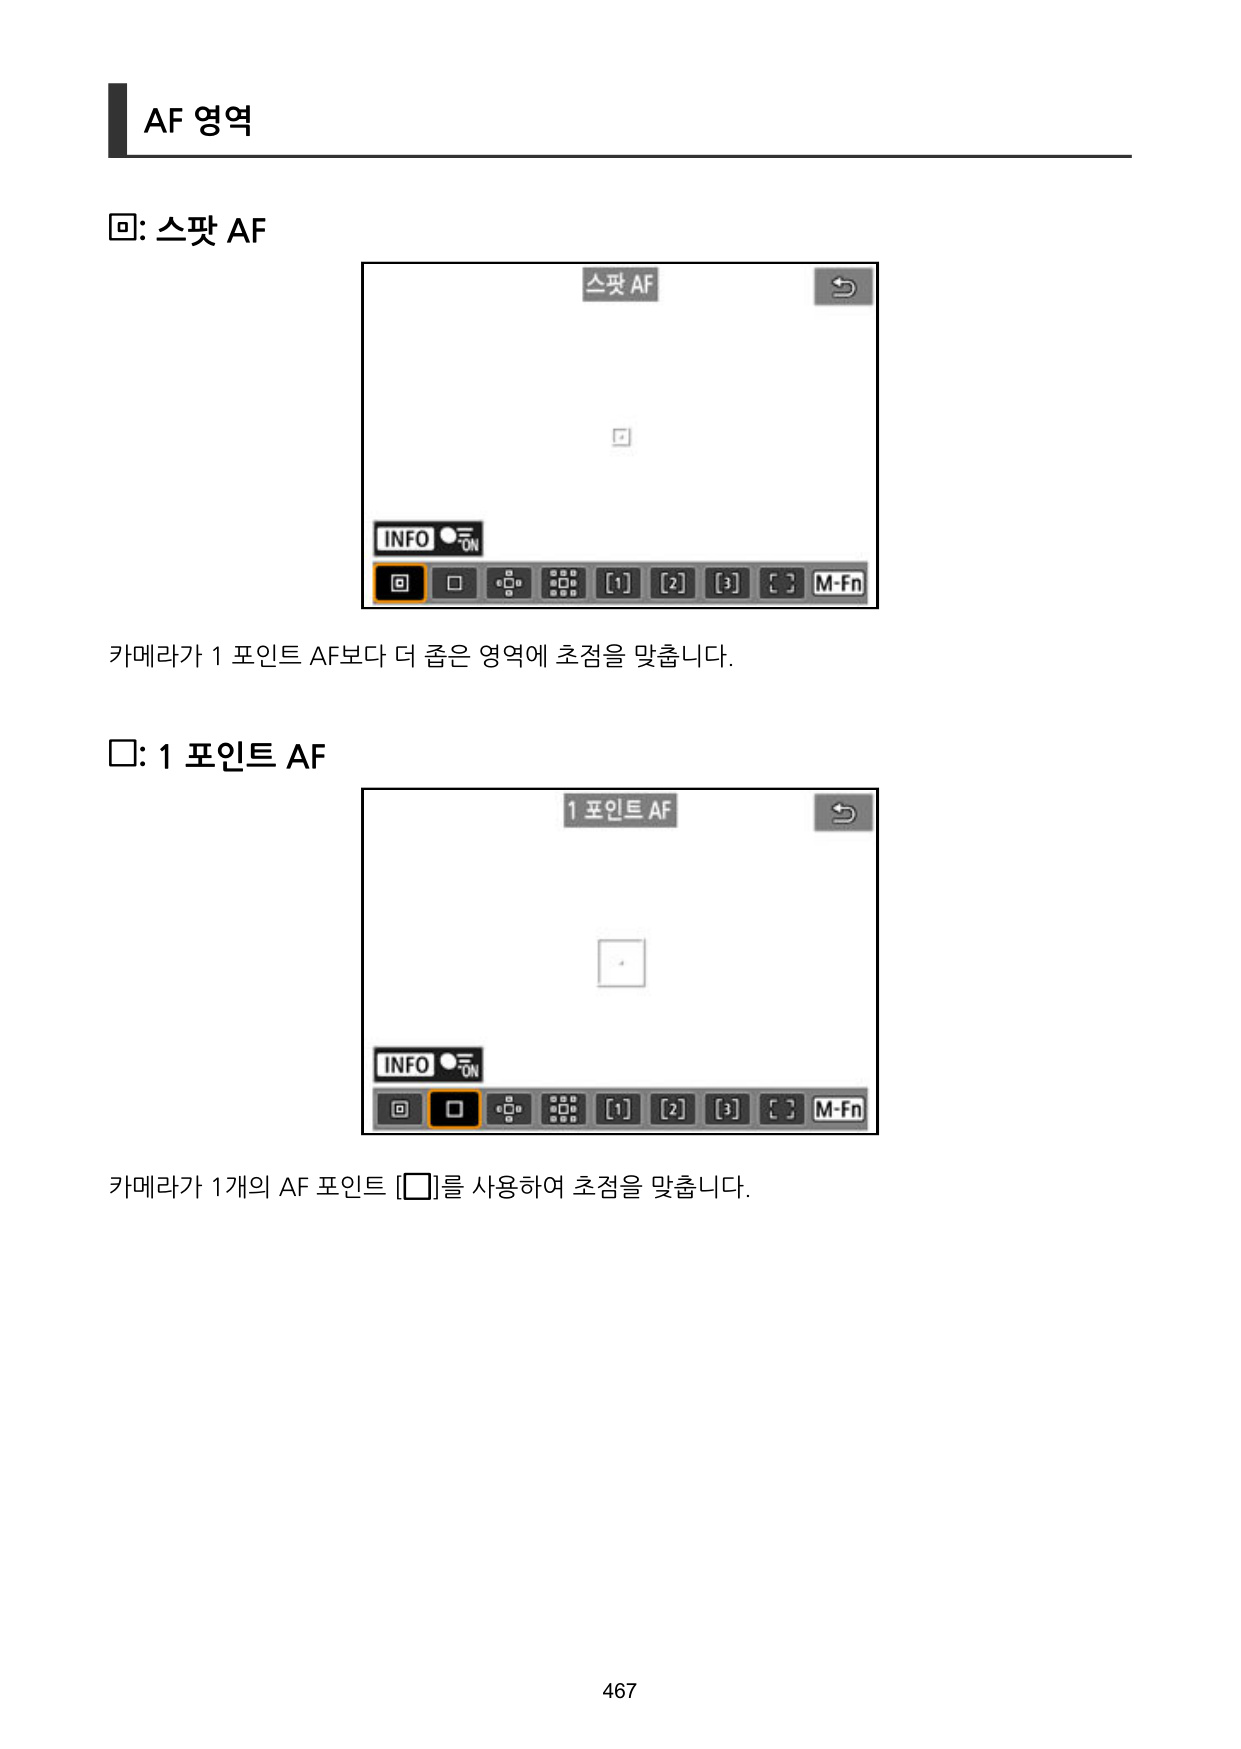 AF 영역
: 스팟 AF
스팟 AF
INFO ON
[1] [2] [3] M-Fn
카메라가 1 포인트 AF보다 더 좁은 영역에 초점을 맞춥니다.
: 1 포인트 AF
1 포인트 AF
INFO ON
[1] [2] [3] M-Fn
카메라가 1개의 AF 포인트 [□]를 사용하여 초점을 맞춥니다.
467